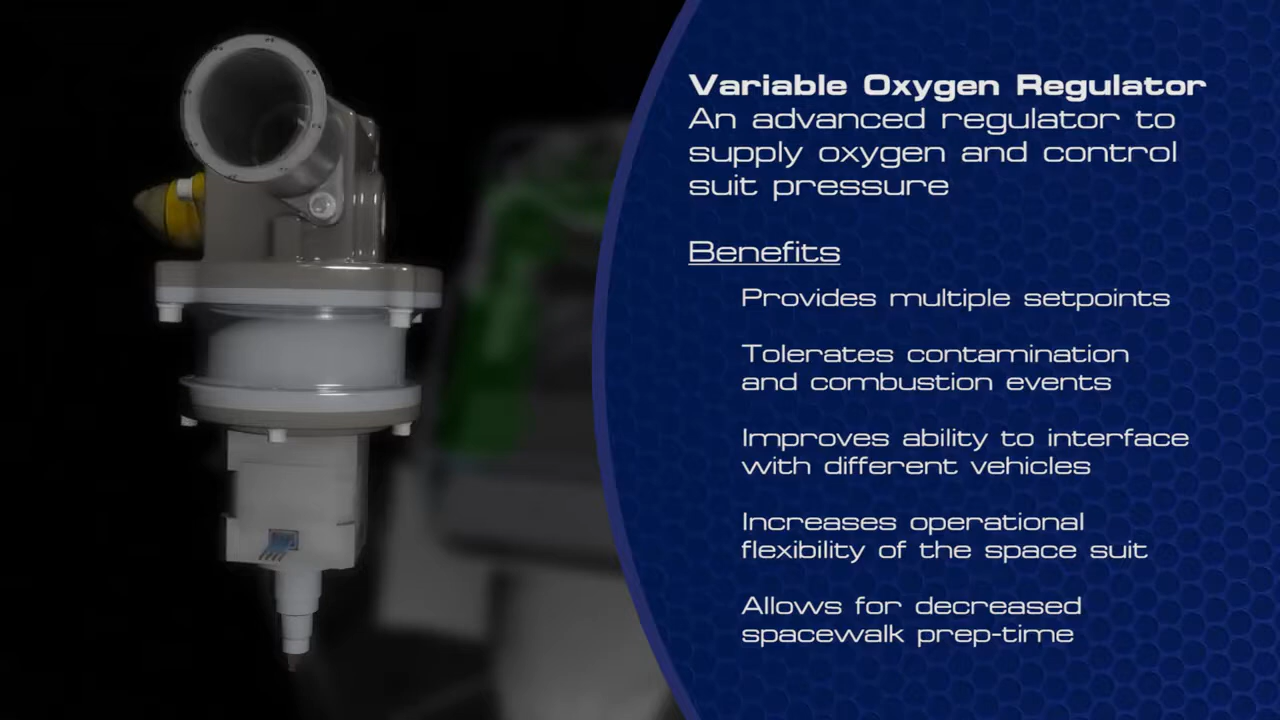 Variable Oxygen Regulator
An advanced regulator to
supply oxygen and control
suit pressure
Benefits
Provides multiple setpoints
Tolerates contamination
and combustion events
Improves ability to interface
with different vehicles
Increases operational
flexibility of the space suit
Allows for decreased
spacewalk prep-time